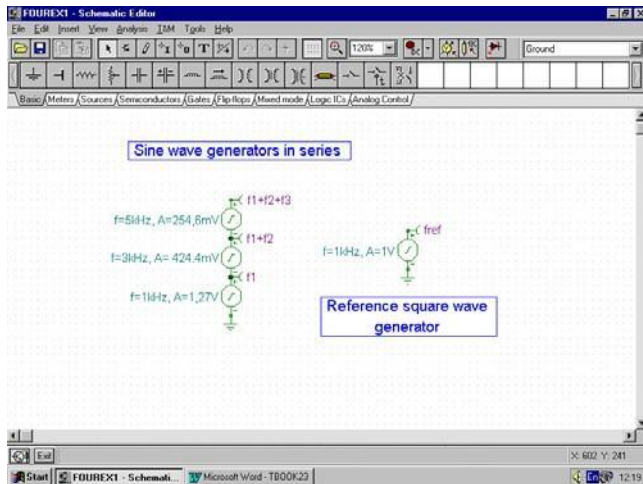 FOUREX1 - Schematic Editor
File Edit Insert View Analysis T&M Tools Help
120%
Ground
Basic Meters Sources Semiconductors Gates Flip-flops Mixed mode Logic ICs Analog Control
Sine wave generators in series
f1+f2+f3
f=5kHz, A=254,6mV
f1+f2
f=3kHz, A= 424.4mV
f1
f=1kHz, A=1,27V
fref
f=1kHz, A=1V
Reference square wave
generator
Exit
X: 602 Y: 241
Start FOUREX1 - Schemati... Microsoft Word - TBOOK23 En 12:19